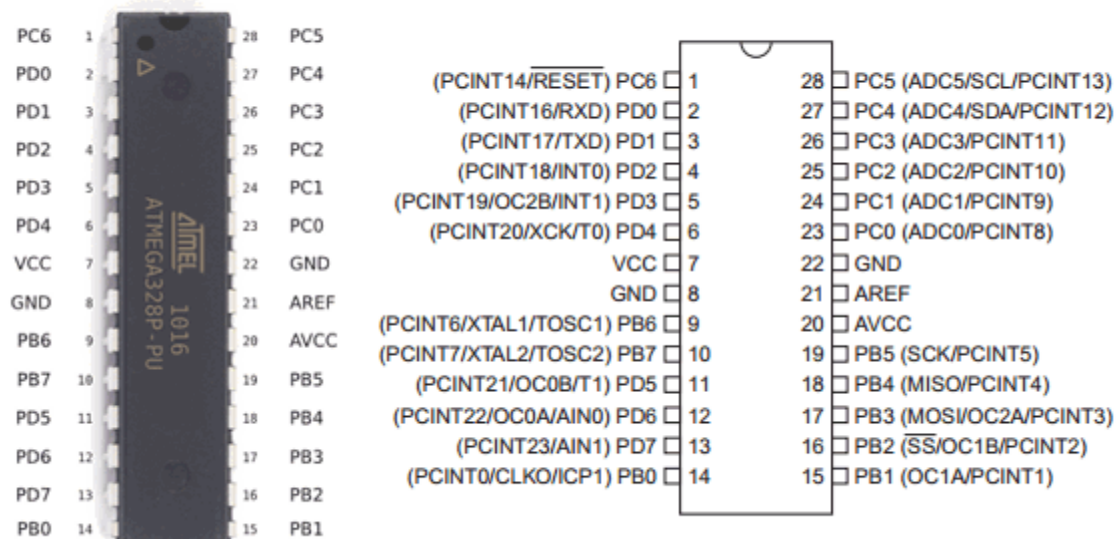 PC6 1 28 PC5
PD0 2 27 PC4
PD1 3 26 PC3
PD2 4 25 PC2
PD3 5 24 PC1
PD4 6 23 PC0
VCC 7 22 GND
GND 8 21 AREF
PB6 9 20 AVCC
PB7 10 19 PB5
PD5 11 18 PB4
PD6 12 17 PB3
PD7 13 16 PB2
PB0 14 15 PB1
ATMEL
ATMEGA328P-PU
1016
(PCINT14/RESET) PC6 1 28 PC5 (ADC5/SCL/PCINT13)
(PCINT16/RXD) PD0 2 27 PC4 (ADC4/SDA/PCINT12)
(PCINT17/TXD) PD1 3 26 PC3 (ADC3/PCINT11)
(PCINT18/INT0) PD2 4 25 PC2 (ADC2/PCINT10)
(PCINT19/OC2B/INT1) PD3 5 24 PC1 (ADC1/PCINT9)
(PCINT20/XCK/T0) PD4 6 23 PC0 (ADC0/PCINT8)
VCC 7 22 GND
GND 8 21 AREF
(PCINT6/XTAL1/TOSC1) PB6 9 20 AVCC
(PCINT7/XTAL2/TOSC2) PB7 10 19 PB5 (SCK/PCINT5)
(PCINT21/OC0B/T1) PD5 11 18 PB4 (MISO/PCINT4)
(PCINT22/OC0A/AIN0) PD6 12 17 PB3 (MOSI/OC2A/PCINT3)
(PCINT23/AIN1) PD7 13 16 PB2 (SS/OC1B/PCINT2)
(PCINT0/CLKO/ICP1) PB0 14 15 PB1 (OC1A/PCINT1)